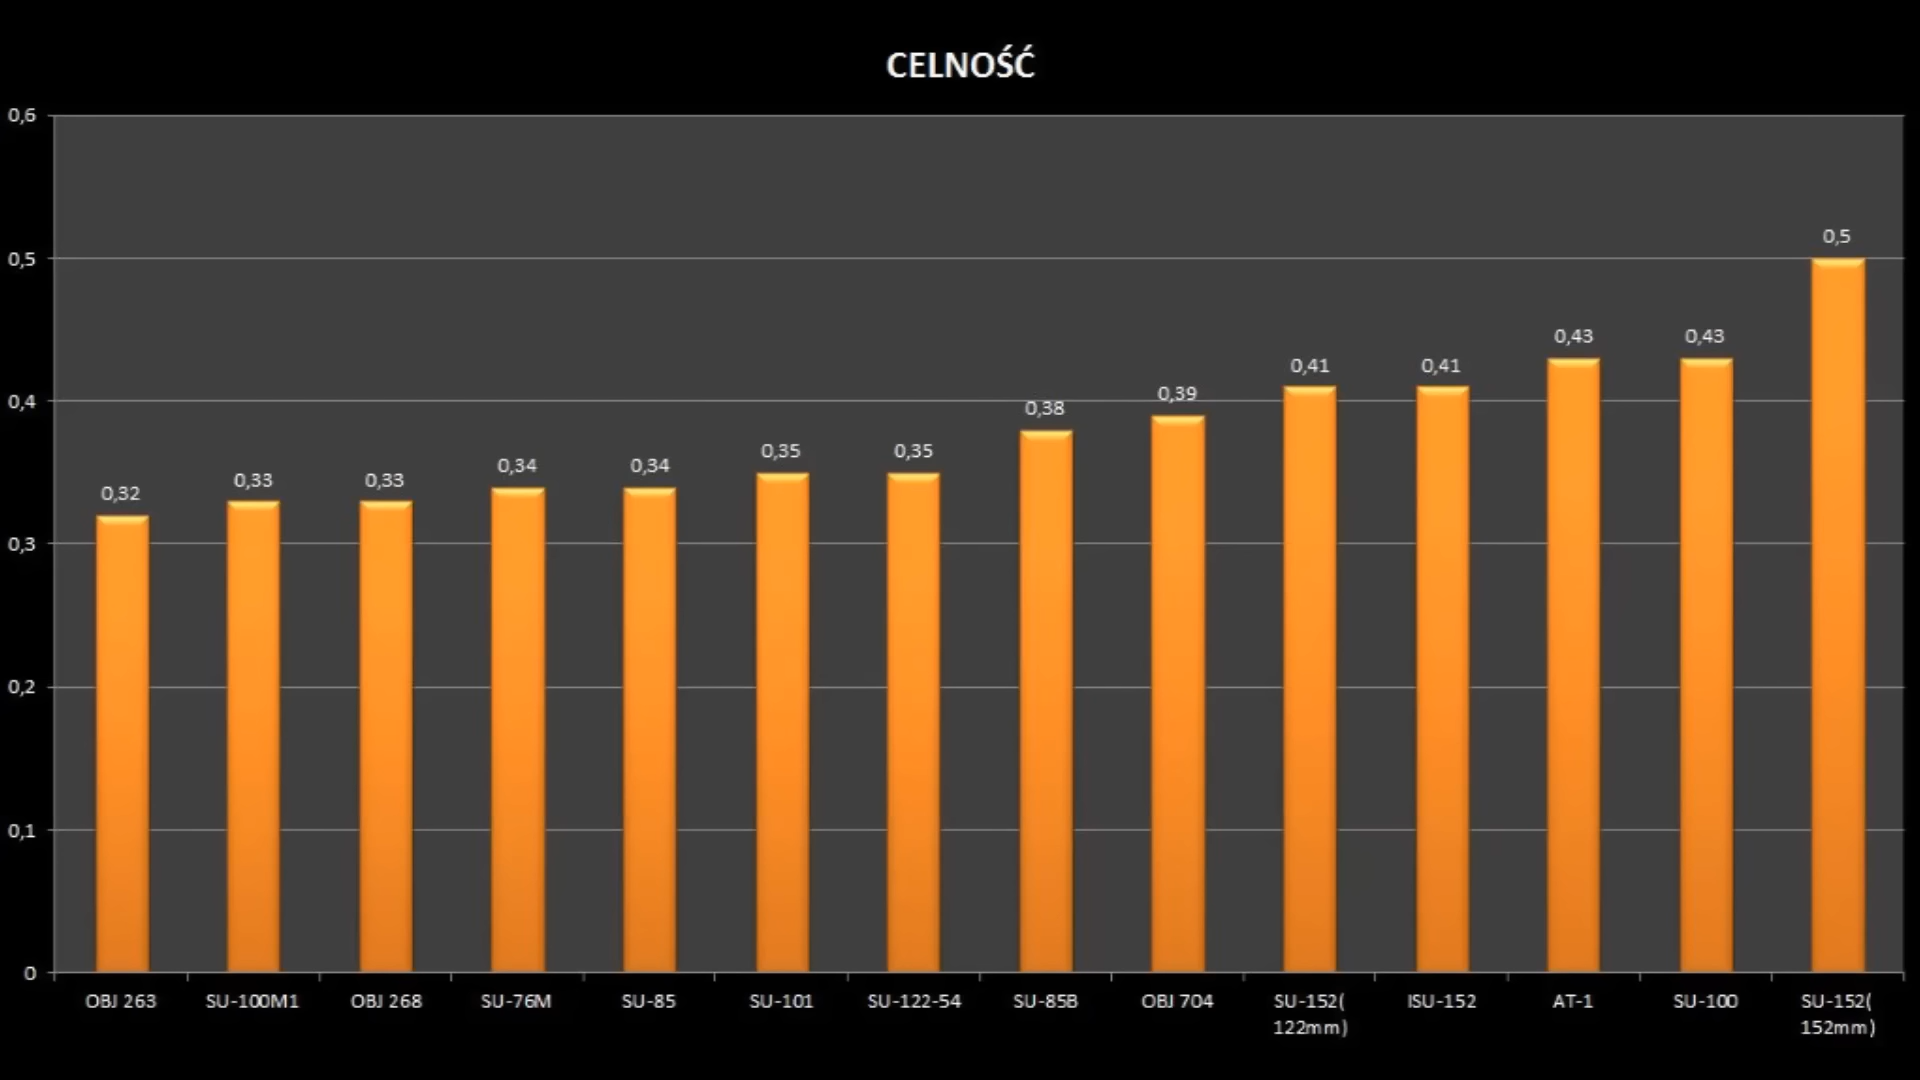 CELNOŚĆ
0,6
0,5
0,4
0,3
0,2
0,1
0
0,32
0,33
0,33
0,34
0,34
0,35
0,35
0,38
0,39
0,41
0,41
0,43
0,43
0,5
OBJ 263
SU-100M1
OBJ 268
SU-76M
SU-85
SU-101
SU-122-54
SU-85B
OBJ 704
SU-152(
122mm)
ISU-152
AT-1
SU-100
SU-152(
152mm)